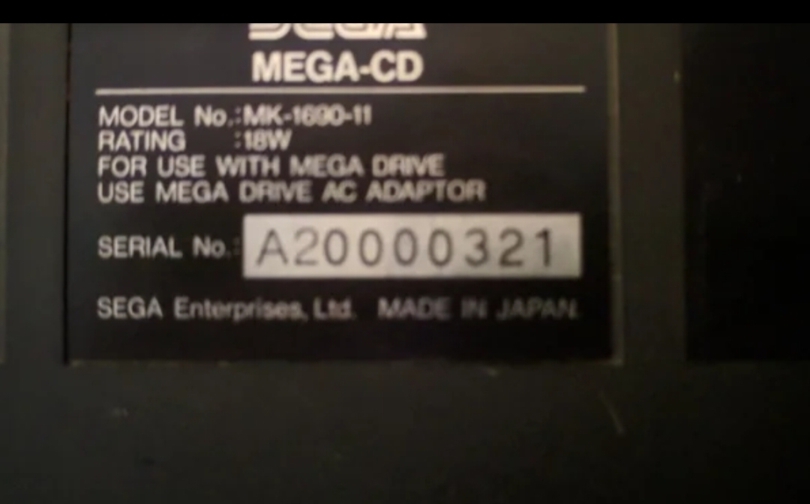 SEGA
MEGA-CD
MODEL No.:MK-1690-11
RATING :18W
FOR USE WITH MEGA DRIVE
USE MEGA DRIVE AC ADAPTOR
SERIAL No.: A20000321
SEGA Enterprises, Ltd. MADE IN JAPAN